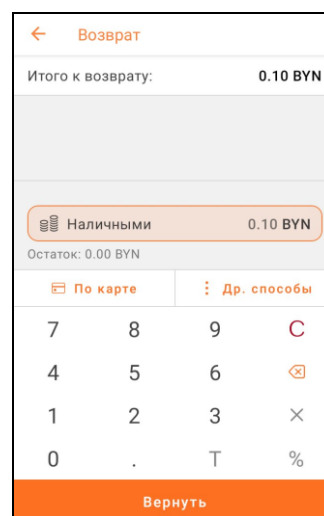 ← Возврат
Итого к возврату: 0.10 BYN
Наличными 0.10 BYN
Остаток: 0.00 BYN
По карте Др. способы
7 8 9 C
4 5 6
1 2 3 ×
0 . T %
Вернуть